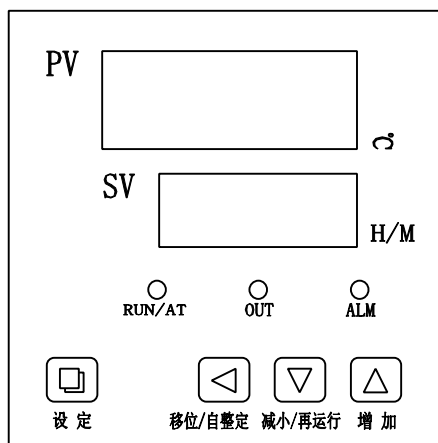 PV
℃
SV
H/M
RUN/AT OUT ALM
设 定 移位/自整定 减小/再运行 增 加